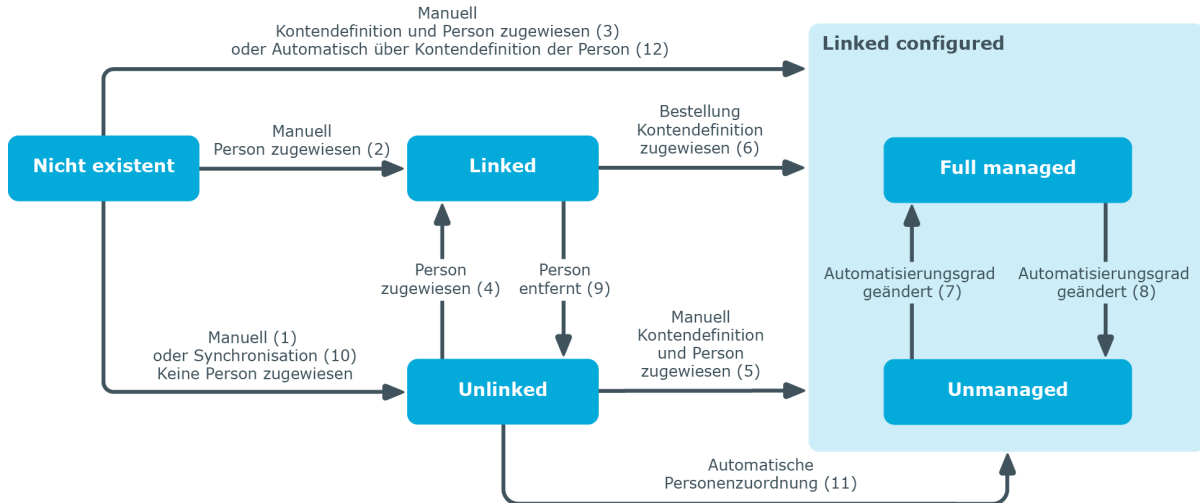 Manuell
Kontendefinition und Person zugewiesen (3)
oder Automatisch über Kontendefinition der Person (12)
Linked configured
Nicht existent
Manuell
Person zugewiesen (2)
Linked
Bestellung
Kontendefinition
zugewiesen (6)
Full managed
Person
zugewiesen (4)
Person
entfernt (9)
Automatisierungsgrad
geändert (7)
Automatisierungsgrad
geändert (8)
Manuell (1)
oder Synchronisation (10)
Keine Person zugewiesen
Unlinked
Manuell
Kontendefinition
und Person
zugewiesen (5)
Unmanaged
Automatische
Personenzuordnung (11)